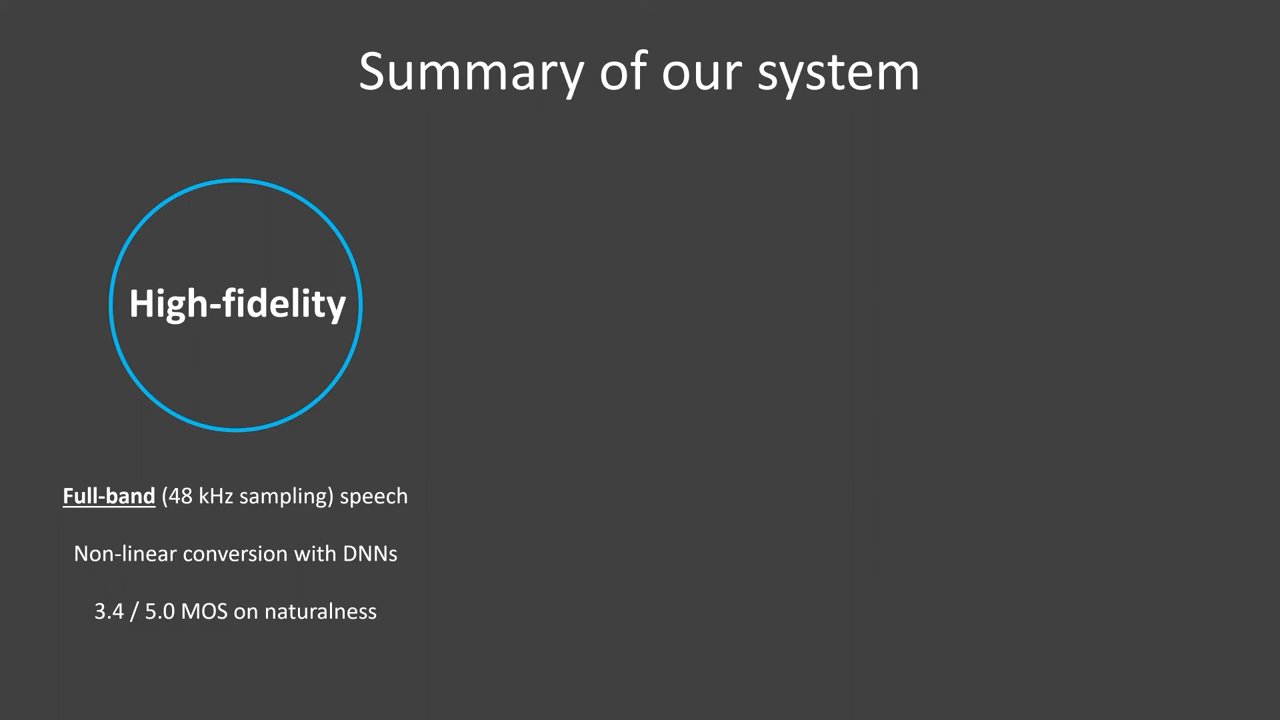 Summary of our system
High-fidelity
Full-band (48 kHz sampling) speech
Non-linear conversion with DNNs
3.4 / 5.0 MOS on naturalness